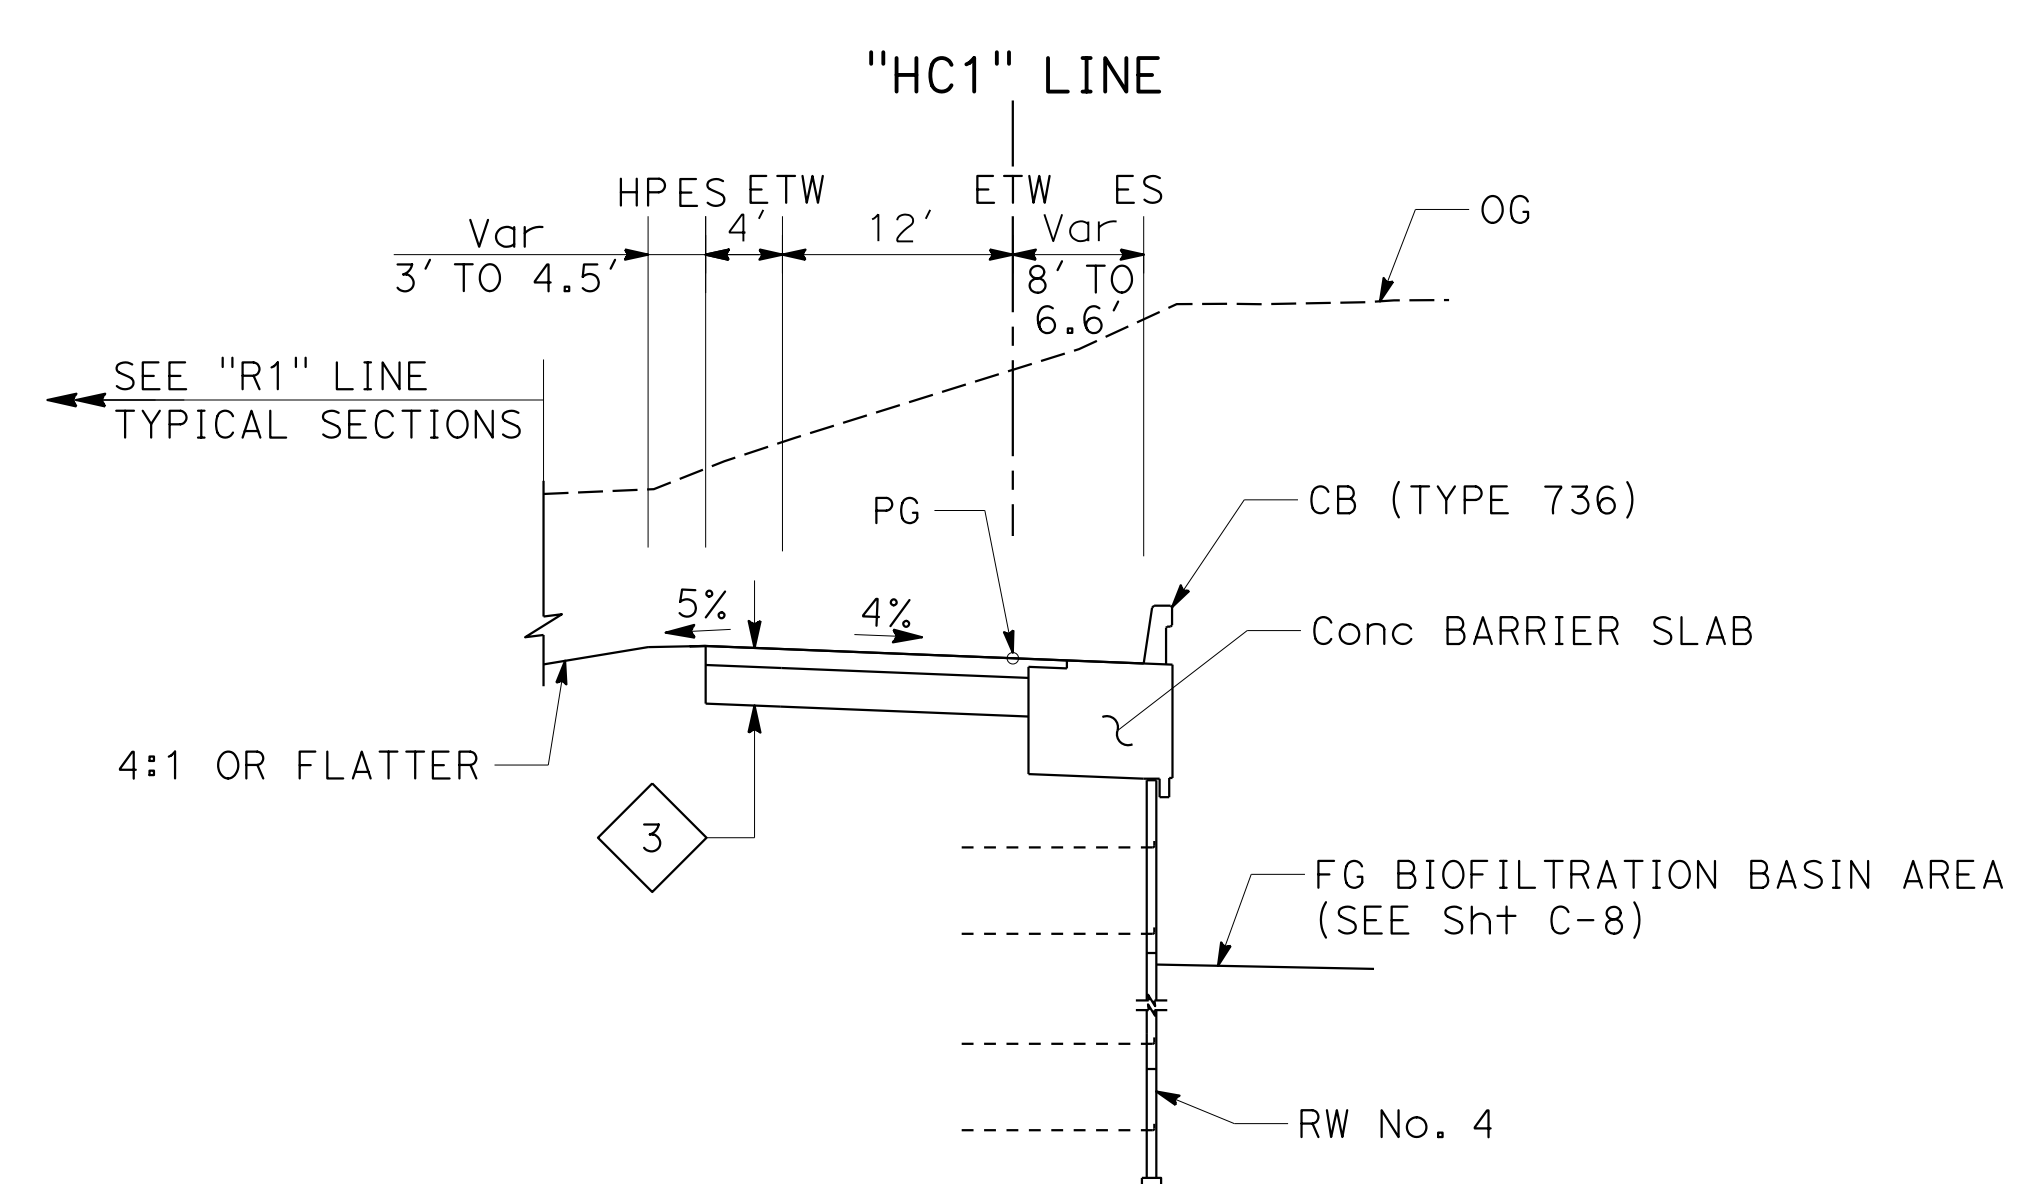 "HC1" LINE
HP ES ETW ETW ES
Var 4' 12' Var
3' TO 4.5' 8' TO
6.6'
OG
SEE "R1" LINE
TYPICAL SECTIONS
PG
CB (TYPE 736)
5% 4%
Conc BARRIER SLAB
4:1 OR FLATTER
3
FG BIOFILTRATION BASIN AREA
(SEE Sht C-8)
RW No. 4